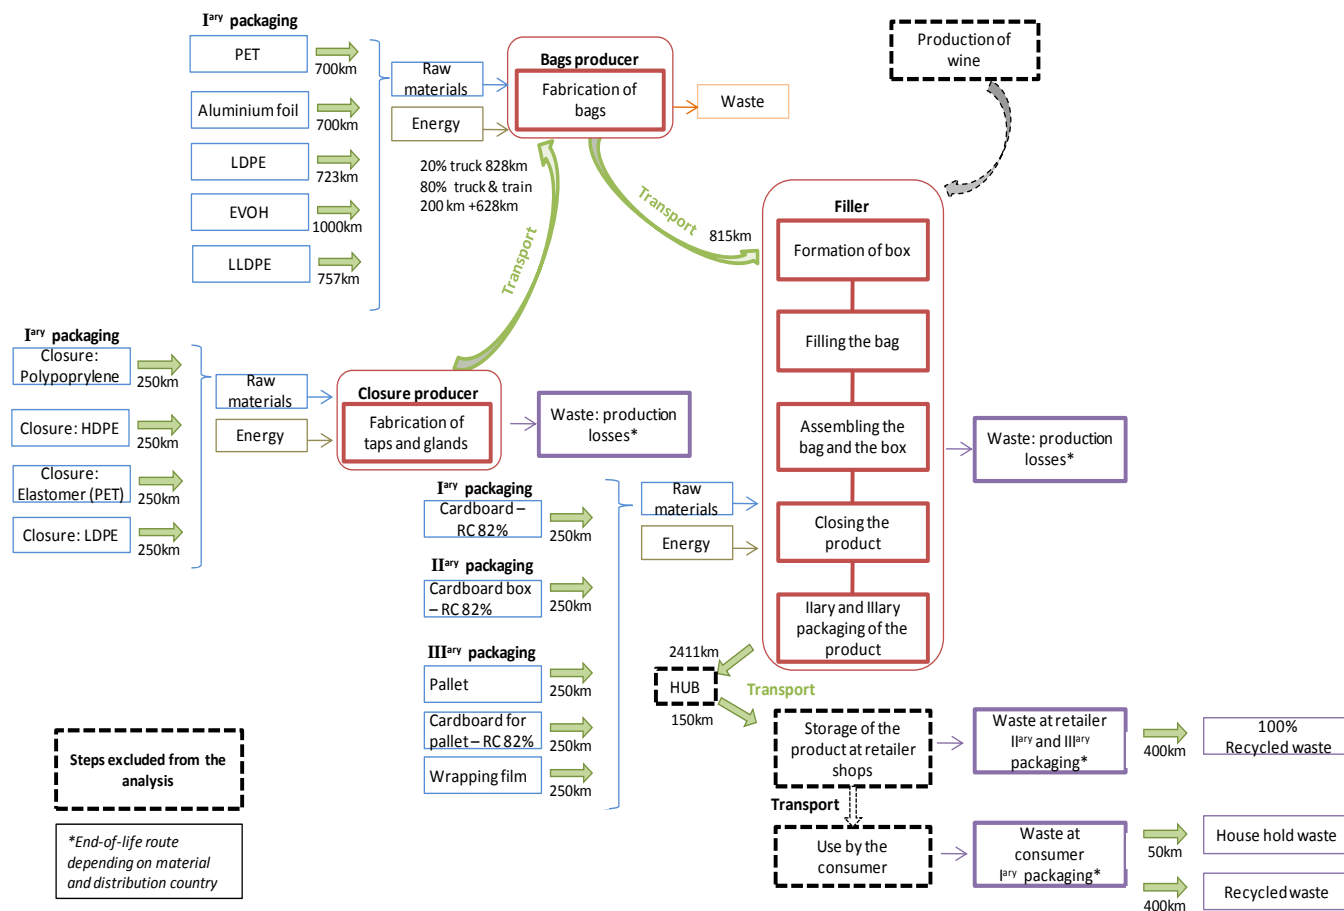 Iary packaging
PET
700km
Aluminium foil
700km
LDPE
723km
EVOH
1000km
LLDPE
757km
Raw
materials
Energy
Bags producer
Fabrication of
bags
Waste
Production of
wine
20% truck 828km
80% truck & train
200 km +628km
Transport
Transport
815km
Iary packaging
Closure:
Polypoprylene
250km
Closure: HDPE
250km
Closure:
Elastomer (PET)
250km
Closure: LDPE
250km
Raw
materials
Energy
Closure producer
Fabrication of
taps and glands
Waste: production
losses*
Filler
Formation of box
Filling the bag
Assembling the
bag and the box
Closing the
product
IIary and IIIary
packaging of the
product
Waste: production
losses*
Iary packaging
Cardboard –
RC 82%
250km
IIary packaging
Cardboard box
– RC 82%
250km
IIIary packaging
Pallet
250km
Cardboard for
pallet – RC 82%
250km
Wrapping film
250km
Raw
materials
Energy
2411km
HUB
150km
Transport
Storage of the
product at retailer
shops
Waste at retailer
IIary and IIIary
packaging*
400km
100%
Recycled waste
Transport
Use by the
consumer
Waste at
consumer
Iary packaging*
50km
House hold waste
400km
Recycled waste
Steps excluded from the
analysis
*End-of-life route
depending on material
and distribution country